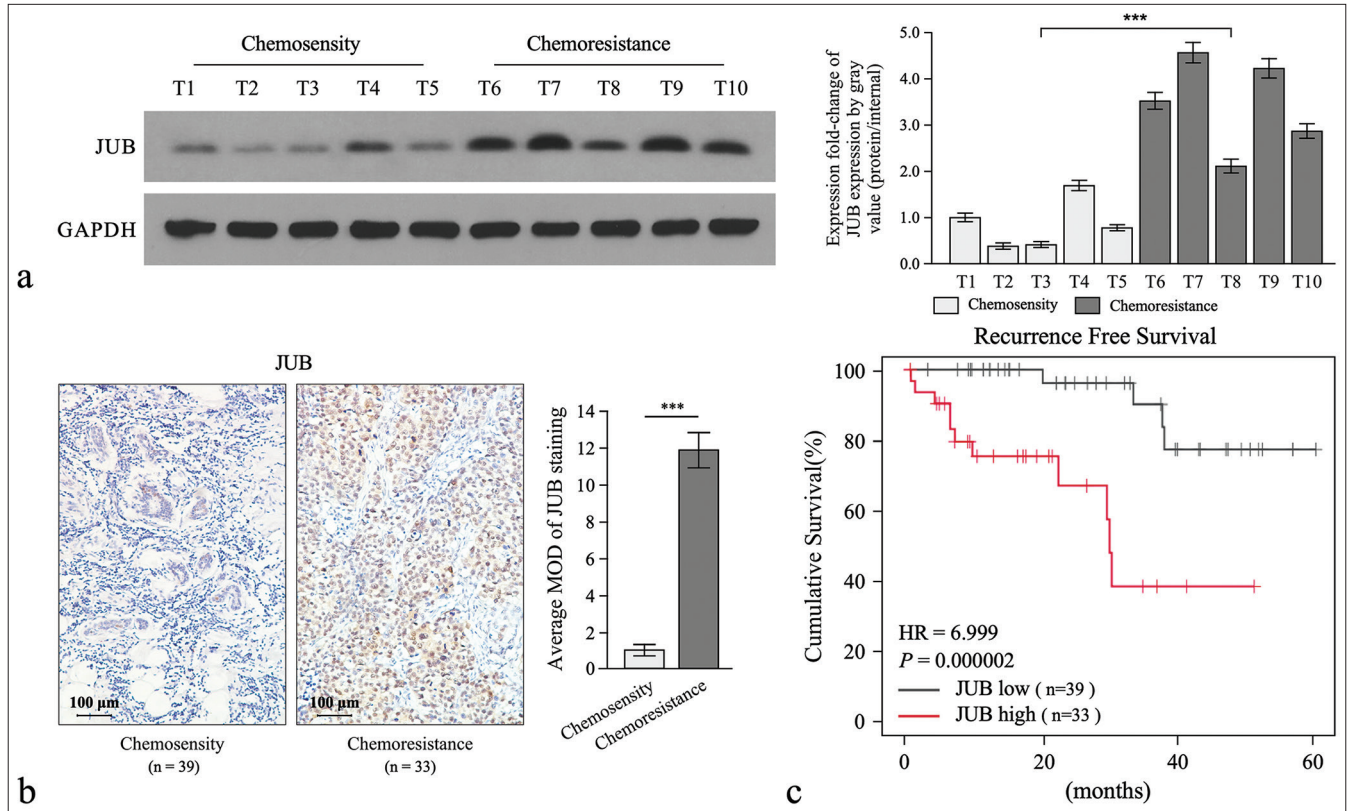 Chemosensity Chemoresistance
T1 T2 T3 T4 T5 T6 T7 T8 T9 T10
JUB
GAPDH
a
***
Expression fold-change of
JUB expression by gray
value (protein/internal)
5.0
4.0
3.0
2.0
1.0
0.0
T1 T2 T3 T4 T5 T6 T7 T8 T9 T10
Chemosensity Chemoresistance
JUB
100 μm
100 μm
Chemosensity
(n = 39)
Chemoresistance
(n = 33)
b
***
Average MOD of JUB staining
14
12
10
8
6
4
2
0
Chemosensity
Chemoresistance
Recurrence Free Survival
Cumulative Survival(%)
100
80
60
40
20
0
HR = 6.999
P = 0.000002
JUB low ( n=39 )
JUB high ( n=33 )
0 20 40 60
(months)
c